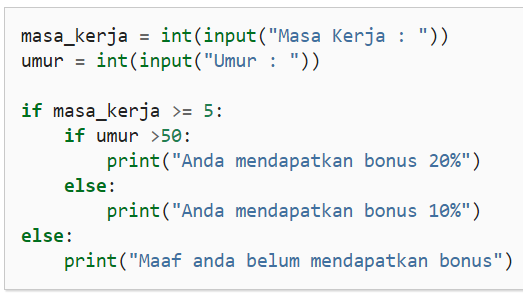 masa_kerja = int(input("Masa Kerja : "))
umur = int(input("Umur : "))

if masa_kerja >= 5:
    if umur >50:
        print("Anda mendapatkan bonus 20%")
    else:
        print("Anda mendapatkan bonus 10%")
else:
    print("Maaf anda belum mendapatkan bonus")